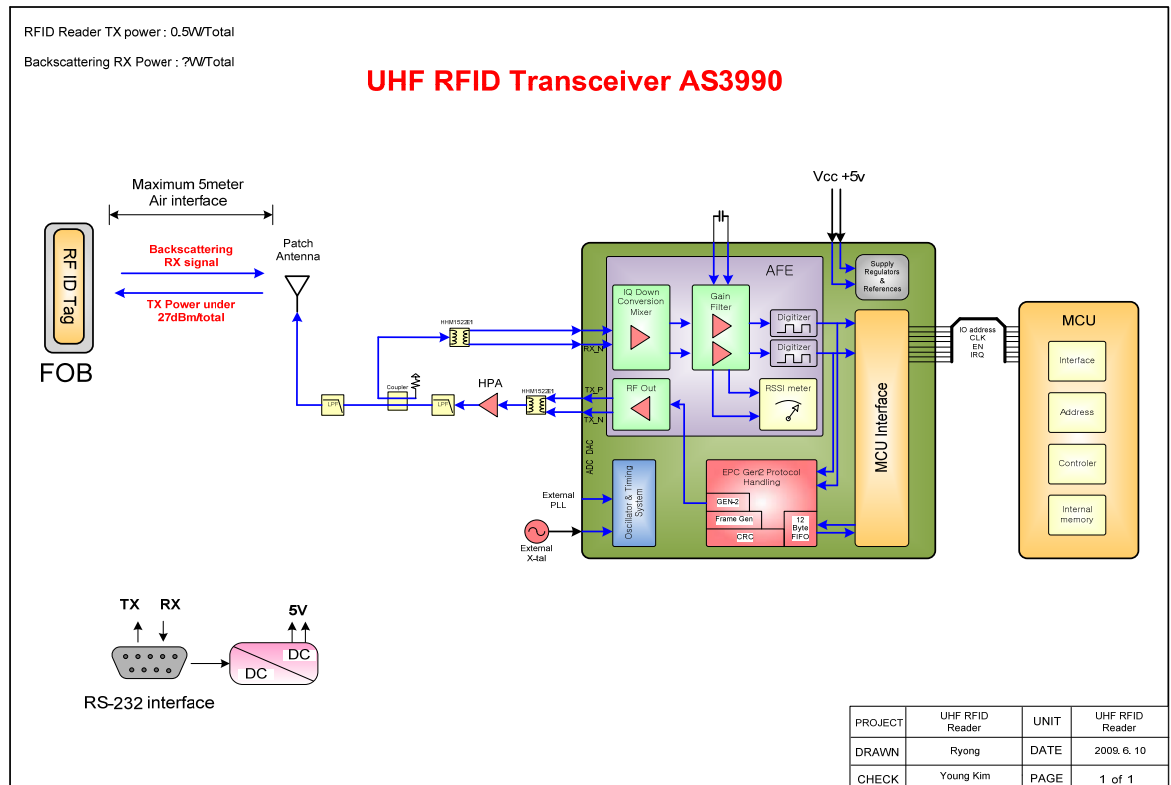 RFID Reader TX power : 0.5W/Total
Backscattering RX Power : ?W/Total
UHF RFID Transceiver AS3990
Maximum 5meter
Air interface
RF ID Tag
FOB
Backscattering
RX signal
TX Power under
27dBm/total
Patch
Antenna
LPF
Coupler
LPF
HPA
HHM1522E1
HHM1522E1
RX_N
TX_P
TX_N
ADC DAC
Vcc +5v
AFE
IQ Down
Conversion
Mixer
Gain
Filter
Digitizer
Digitizer
RF Out
RSSI meter
Supply
Regulators
&
References
MCU Interface
IO address
CLK
EN
IRQ
MCU
Interface
Address
Controler
Internal
memory
External
PLL
External
X-tal
Oscillator & Timing
System
EPC Gen2 Protocol
Handling
GEN-2
Frame Gen
CRC
12
Byte
FIFO
TX RX
RS-232 interface
5V
DC
DC
PROJECT UHF RFID Reader UNIT UHF RFID Reader
DRAWN Ryong DATE 2009. 6. 10
CHECK Young Kim PAGE 1 of 1